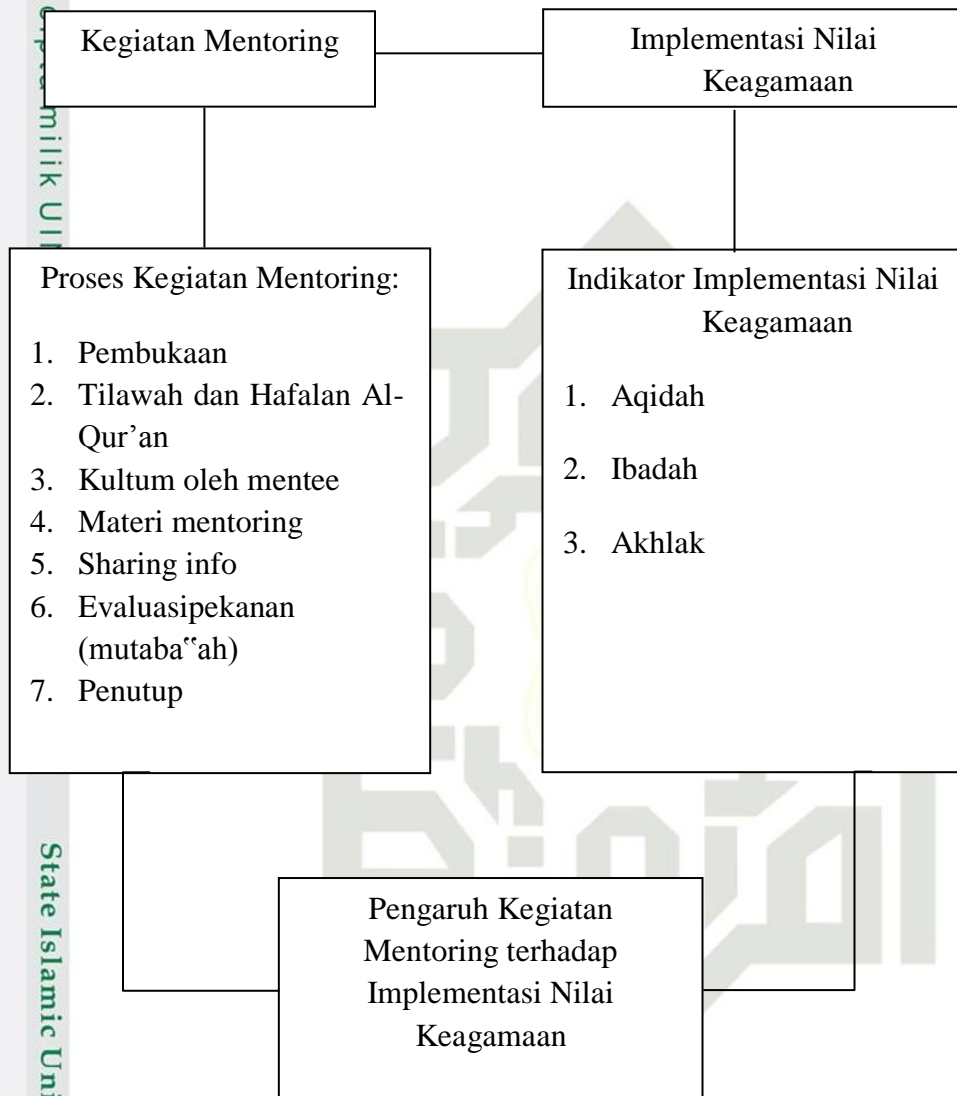 Kegiatan Mentoring
Implementasi Nilai
Keagamaan
milik
State Islamic
Proses Kegiatan Mentoring:
1. Pembukaan
2. Tilawah dan Hafalan Al-
Qur’an
3. Kultum oleh mentee
4. Materi mentoring
5. Sharing info
6. Evaluasipekanan
(mutaba‟ah)
7. Penutup
Indikator Implementasi Nilai
Keagamaan
1. Aqidah
2. Ibadah
3. Akhlak
Pengaruh Kegiatan
Mentoring terhadap
Implementasi Nilai
Keagamaan